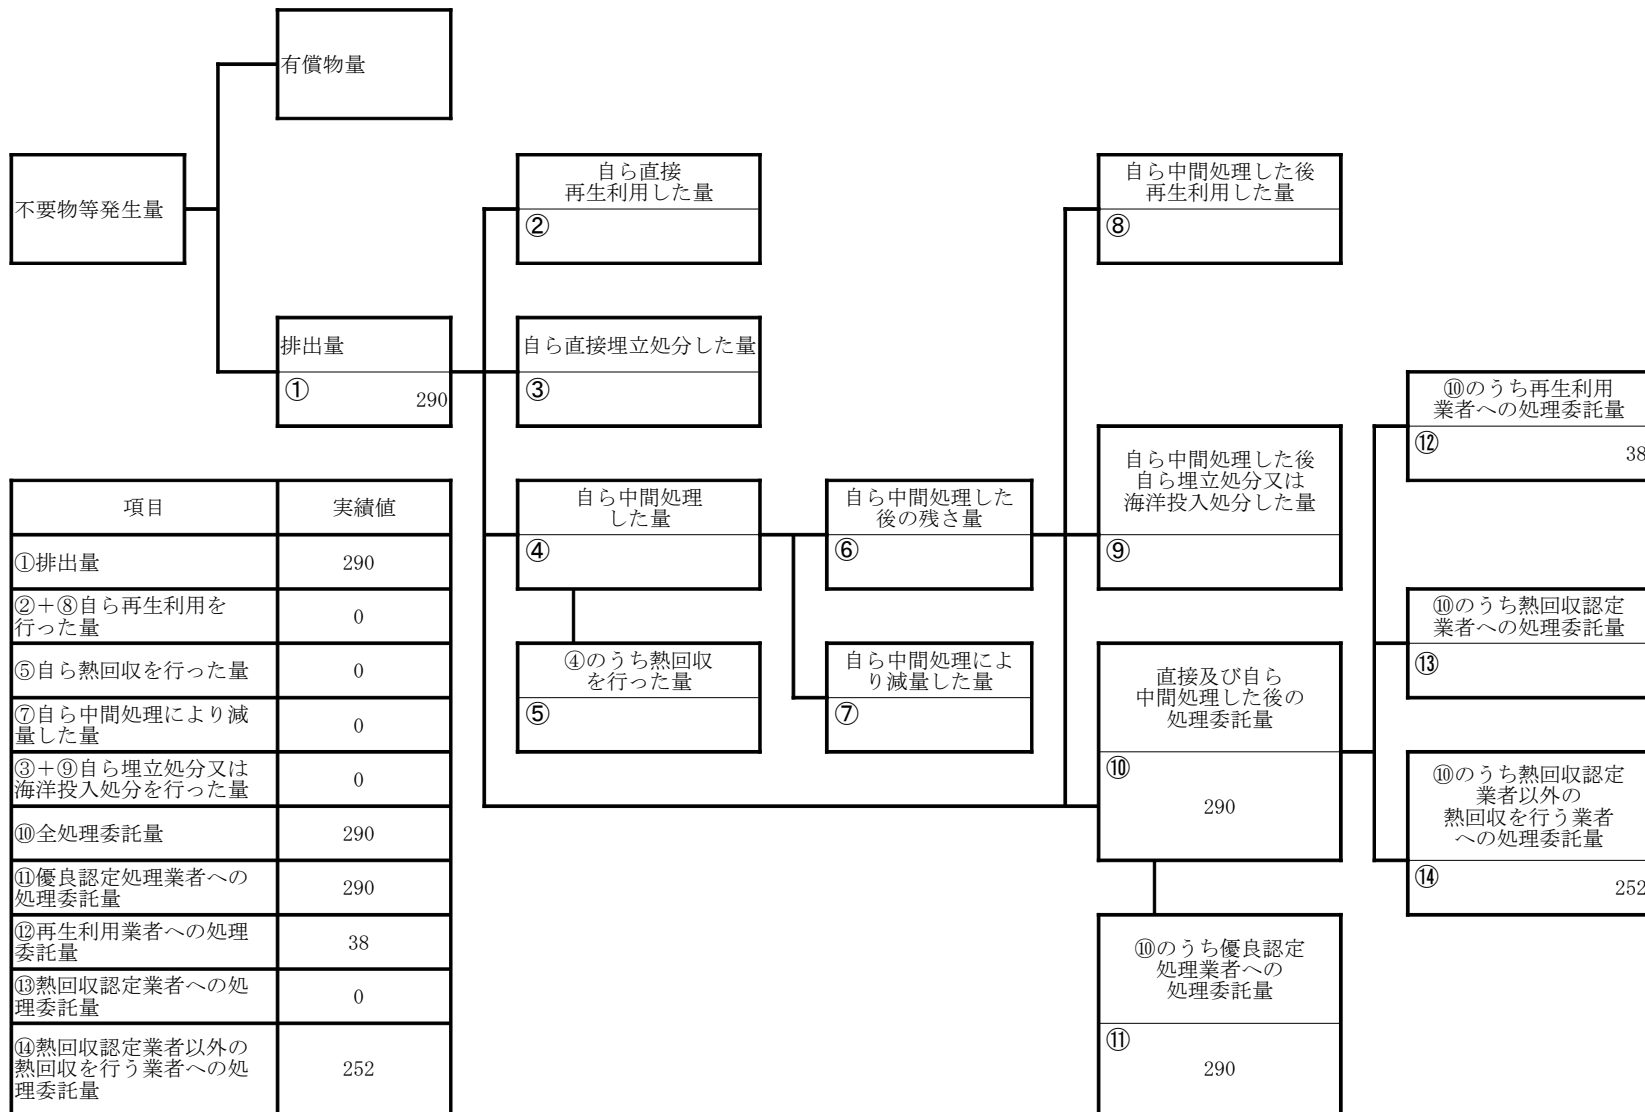 有償物量
不要物等発生量
自ら直接
再生利用した量
②
自ら中間処理した後
再生利用した量
⑧
排出量
①
290
自ら直接埋立処分した量
③
⑩のうち再生利用
業者への処理委託量
⑫
38
自ら中間処理した後
自ら埋立処分又は
海洋投入処分した量
⑨
自ら中間処理
した量
④
自ら中間処理した
後の残さ量
⑥
④のうち熱回収
を行った量
⑤
自ら中間処理によ
り減量した量
⑦
⑩のうち熱回収認定
業者への処理委託量
⑬
直接及び自ら
中間処理した後の
処理委託量
⑩
290
⑩のうち熱回収認定
業者以外の
熱回収を行う業者
への処理委託量
⑭
252
⑩のうち優良認定
処理業者への
処理委託量
⑪
290
項目 実績値
①排出量 290
②＋⑧自ら再生利用を
行った量 0
⑤自ら熱回収を行った量 0
⑦自ら中間処理により減
量した量 0
③＋⑨自ら埋立処分又は
海洋投入処分を行った量 0
⑩全処理委託量 290
⑪優良認定処理業者への
処理委託量 290
⑫再生利用業者への処理
委託量 38
⑬熱回収認定業者への処
理委託量 0
⑭熱回収認定業者以外の
熱回収を行う業者への処
理委託量 252